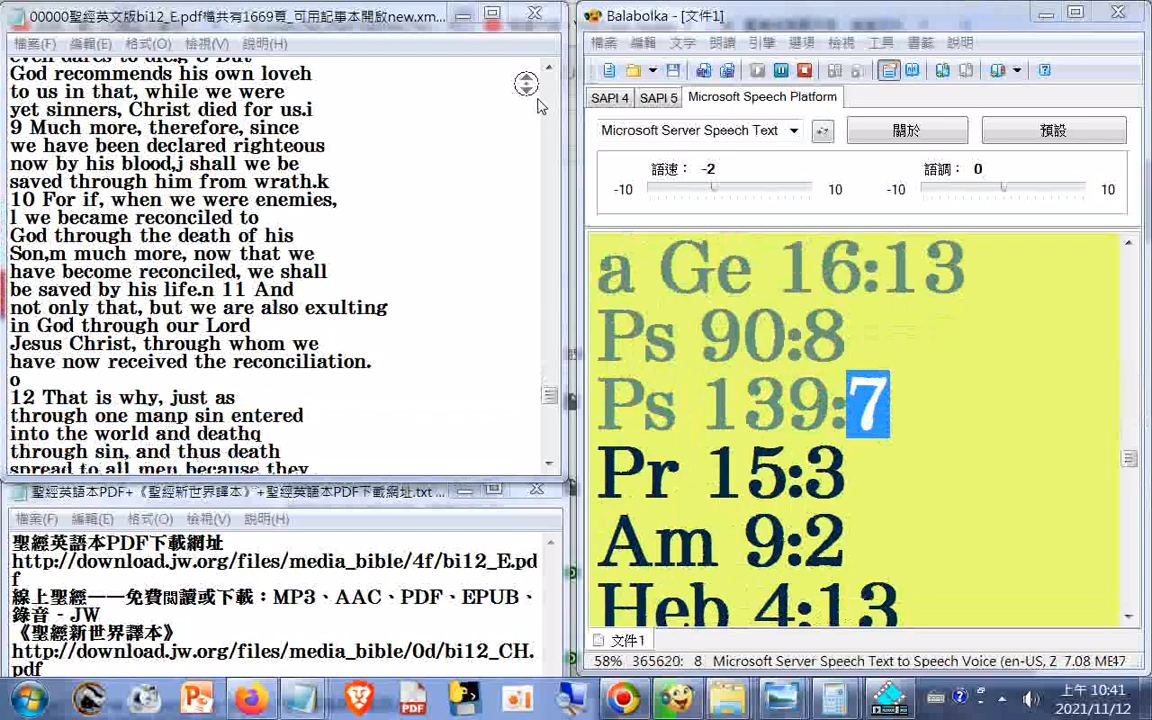 00000聖經英文版bi12_E.pdf檔共有1669頁_可用記事本開啟new.xm...
檔案(F) 編輯(E) 格式(O) 檢視(V) 說明(H)
even dares to die.g 8 But
God recommends his own loveh
to us in that, while we were
yet sinners, Christ died for us.i
9 Much more, therefore, since
we have been declared righteous
now by his blood,j shall we be
saved through him from wrath.k
10 For if, when we were enemies,
l we became reconciled to
God through the death of his
Son,m much more, now that we
have become reconciled, we shall
be saved by his life.n 11 And
not only that, but we are also exulting
in God through our Lord
Jesus Christ, through whom we
have now received the reconciliation.
o
12 That is why, just as
through one manp sin entered
into the world and deathq
through sin, and thus death
spread to all men because they
聖經英語本PDF+《聖經新世界譯本》+聖經英語本PDF下載網址.txt ...
檔案(F) 編輯(E) 格式(O) 檢視(V) 說明(H)
聖經英語本PDF下載網址
http://download.jw.org/files/media_bible/4f/bi12_E.pd
f
線上聖經——免費閱讀或下載：MP3、AAC、PDF、EPUB、
錄音 - JW
《聖經新世界譯本》
http://download.jw.org/files/media_bible/0d/bi12_CH.
pdf
Balabolka - [文件1]
檔案 編輯 文字 朗讀 引擎 選項 檢視 工具 書籤 說明
SAPI 4 SAPI 5 Microsoft Speech Platform
Microsoft Server Speech Text 關於 預設
語速： -2 語調： 0
-10 10 -10 10
a Ge 16:13
Ps 90:8
Ps 139:7
Pr 15:3
Am 9:2
Heb 4:13
文件1
58% 365620: 8 Microsoft Server Speech Text to Speech Voice (en-US, Z 7.08 ME47
PDF
上午 10:41
2021/11/12